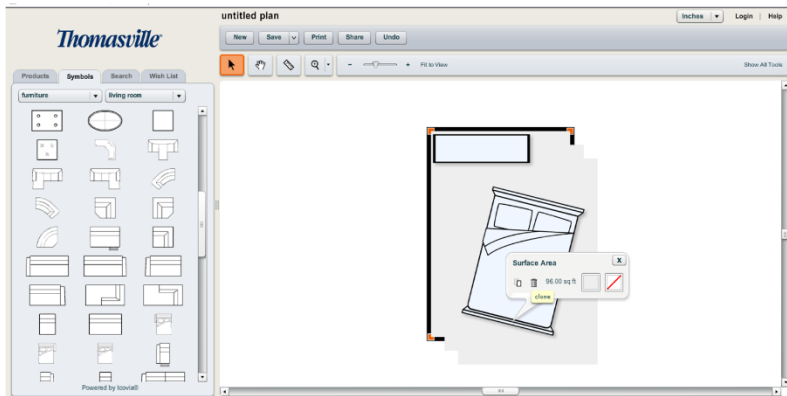 untitled plan
Inches
Login | Help
Thomasville
New Save Print Share Undo
- + Fit to View
Show All Tools
Products Symbols Search Wish List
furniture living room
Surface Area x
96.00 sq ft
clone
Powered by Icovia®